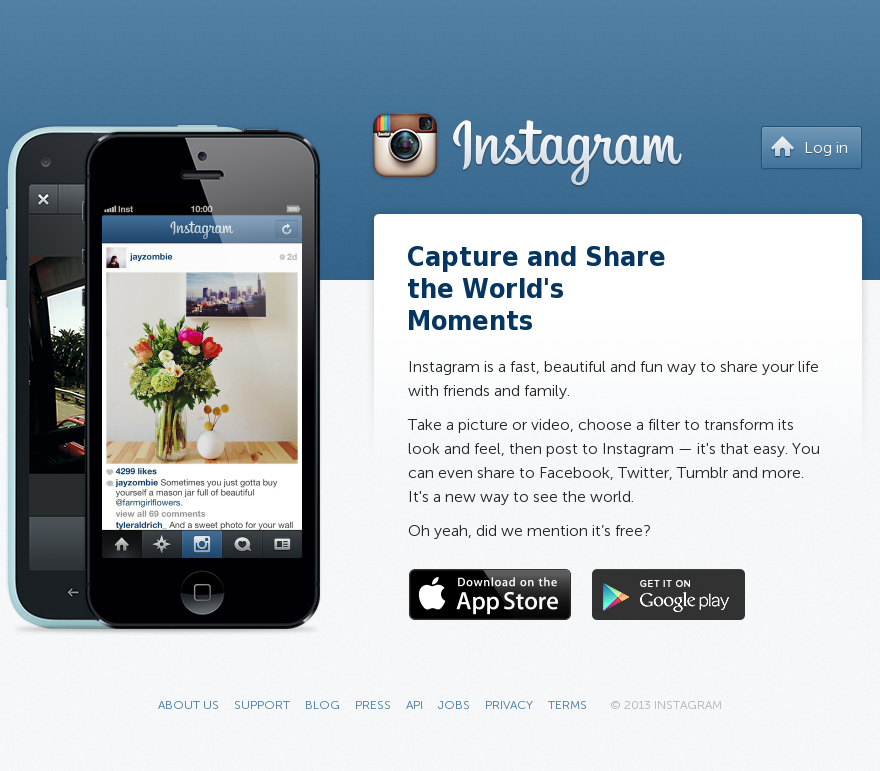 Instagram
Log in
Inst 10:00
Instagram
jayzombie 2d
4299 likes
jayzombie Sometimes you just gotta buy
yourself a mason jar full of beautiful
@farmgirlflowers.
view all 69 comments
tyleraldrich_ And a sweet photo for your wall
Capture and Share
the World's
Moments
Instagram is a fast, beautiful and fun way to share your life
with friends and family.
Take a picture or video, choose a filter to transform its
look and feel, then post to Instagram — it's that easy. You
can even share to Facebook, Twitter, Tumblr and more.
It's a new way to see the world.
Oh yeah, did we mention it’s free?
Download on the
App Store
GET IT ON
Google play
ABOUT US SUPPORT BLOG PRESS API JOBS PRIVACY TERMS © 2013 INSTAGRAM